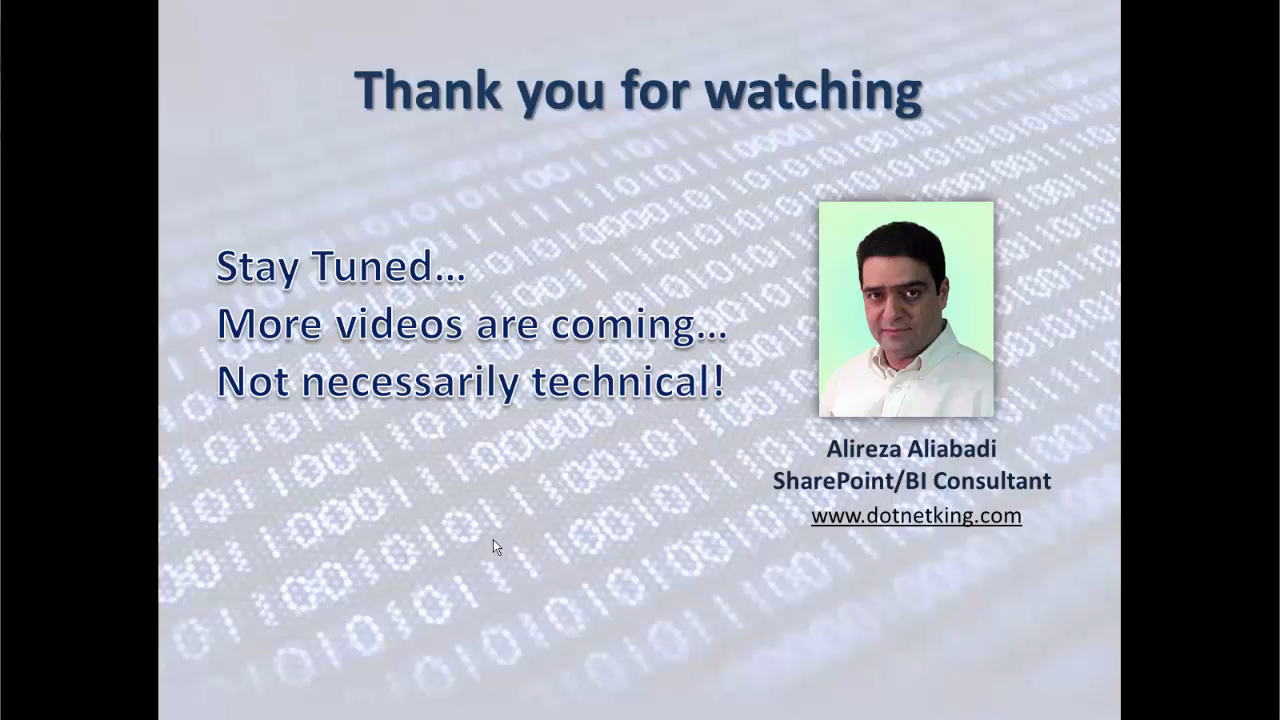 Thank you for watching
Stay Tuned...
More videos are coming...
Not necessarily technical!
Alireza Aliabadi
SharePoint/BI Consultant
www.dotnetking.com